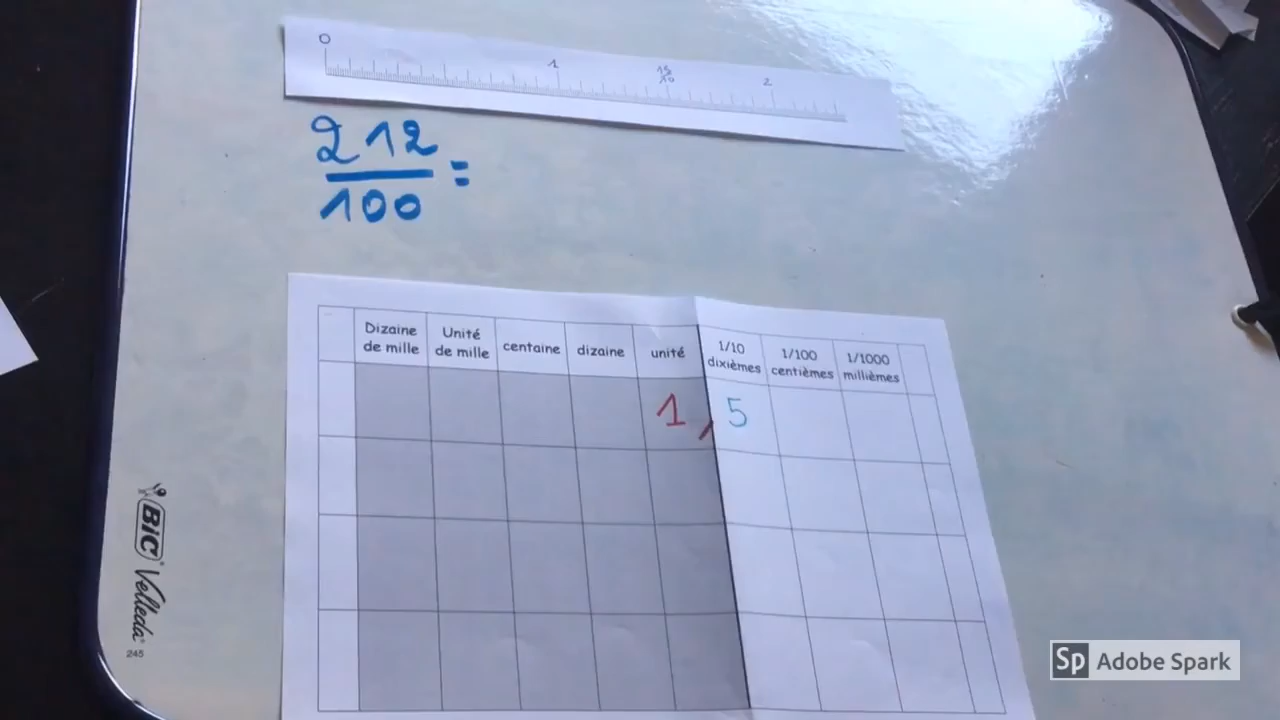 0
1
15
10
2
212
100
=
Dizaine de mille
Unité de mille
centaine
dizaine
unité
1/10 dixièmes
1/100 centièmes
1/1000 millièmes
1,5
BIC Velleda
245
Sp Adobe Spark